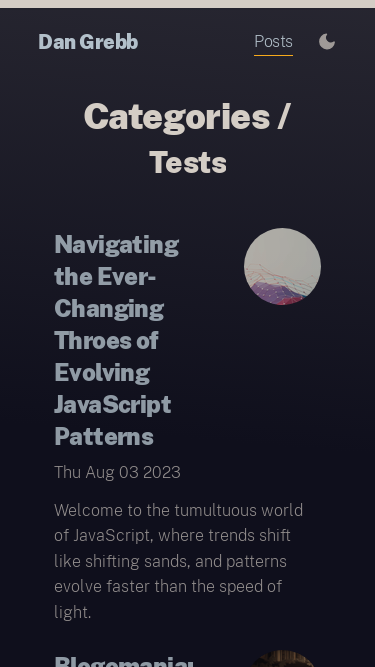 Dan Grebb
Posts
Categories /
Tests
Navigating
the Ever-
Changing
Throes of
Evolving
JavaScript
Patterns
Thu Aug 03 2023
Welcome to the tumultuous world
of JavaScript, where trends shift
like shifting sands, and patterns
evolve faster than the speed of
light.
Blogomania: